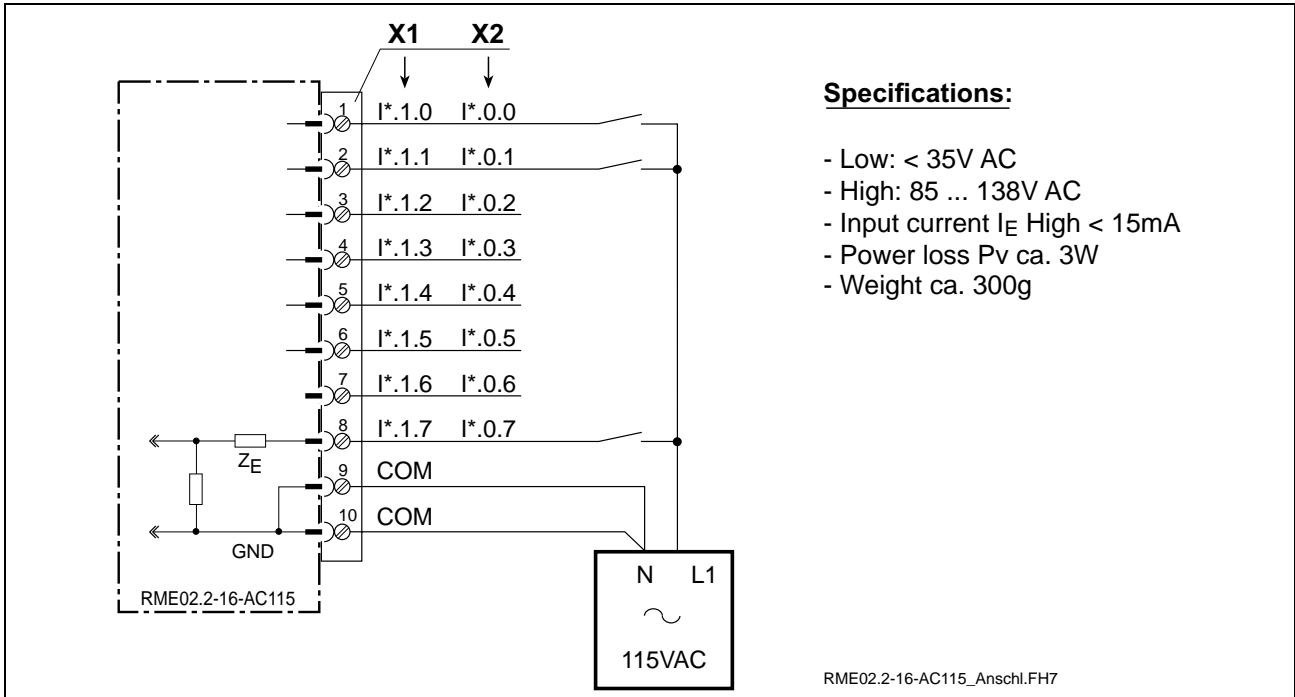 X1 X2
1 I*.1.0 I*.0.0
2 I*.1.1 I*.0.1
3 I*.1.2 I*.0.2
4 I*.1.3 I*.0.3
5 I*.1.4 I*.0.4
6 I*.1.5 I*.0.5
7 I*.1.6 I*.0.6
8 I*.1.7 I*.0.7
ZE
9 COM
10 COM
GND
RME02.2-16-AC115
N L1
115VAC
Specifications:
- Low: < 35V AC
- High: 85 ... 138V AC
- Input current IE High < 15mA
- Power loss Pv ca. 3W
- Weight ca. 300g
RME02.2-16-AC115_Anschl.FH7